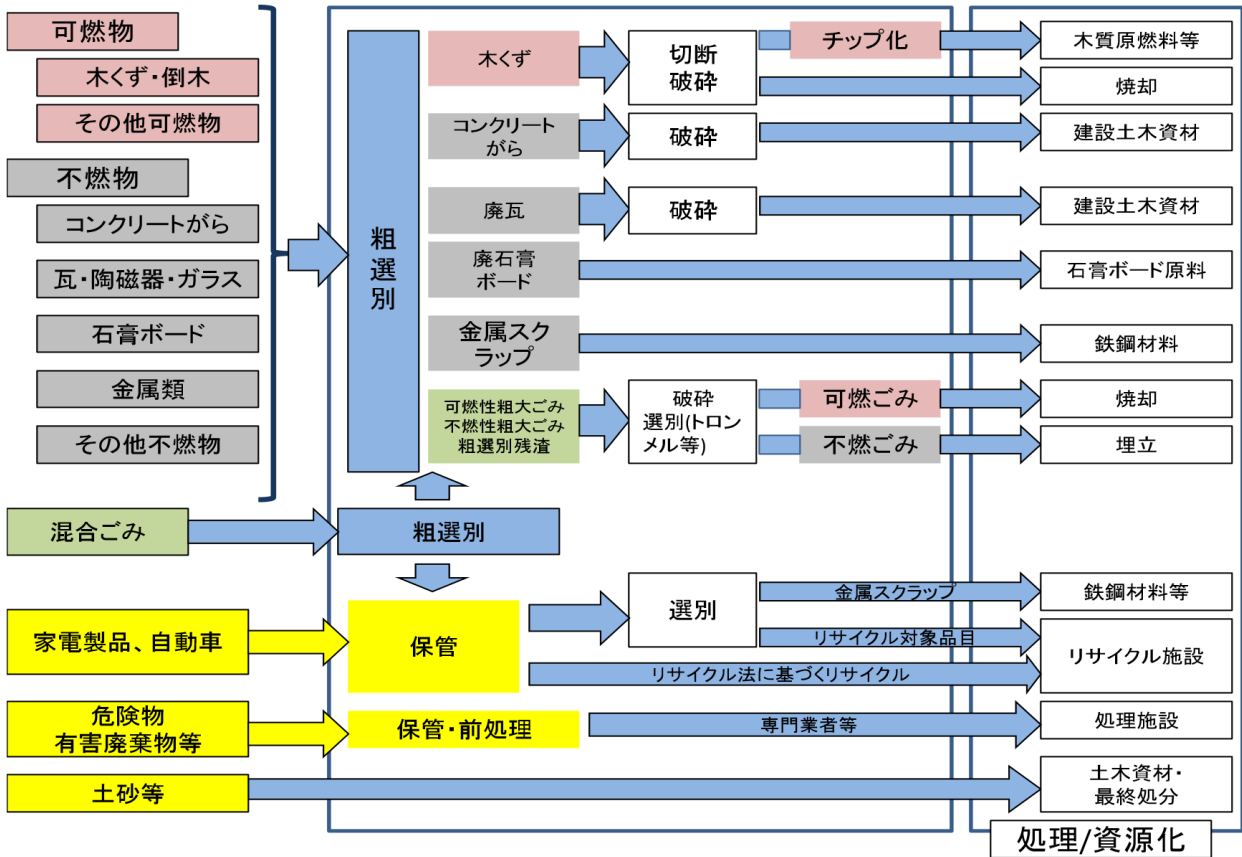 可燃物
木くず・倒木
その他可燃物
不燃物
コンクリートがら
瓦・陶磁器・ガラス
石膏ボード
金属類
その他不燃物
混合ごみ
家電製品、自動車
危険物
有害廃棄物等
土砂等
粗選別
粗選別
保管
保管・前処理
木くず
コンクリート
がら
廃瓦
廃石膏
ボード
金属スク
ラップ
可燃性粗大ごみ
不燃性粗大ごみ
粗選別残渣
切断
破砕
破砕
破砕
破砕
選別(トロン
メル等)
選別
チップ化
可燃ごみ
不燃ごみ
金属スクラップ
リサイクル対象品目
リサイクル法に基づくリサイクル
専門業者等
木質原燃料等
焼却
建設土木資材
建設土木資材
石膏ボード原料
鉄鋼材料
焼却
埋立
鉄鋼材料等
リサイクル施設
処理施設
土木資材・
最終処分
処理/資源化